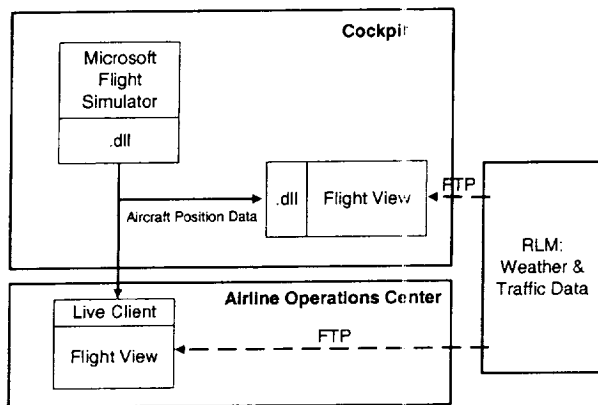 Cockpit
Microsoft
Flight
Simulator
.dll
.dll
Flight View
FTP
Aircraft Position Data
RLM:
Weather &
Traffic Data
Airline Operations Center
Live Client
Flight View
FTP